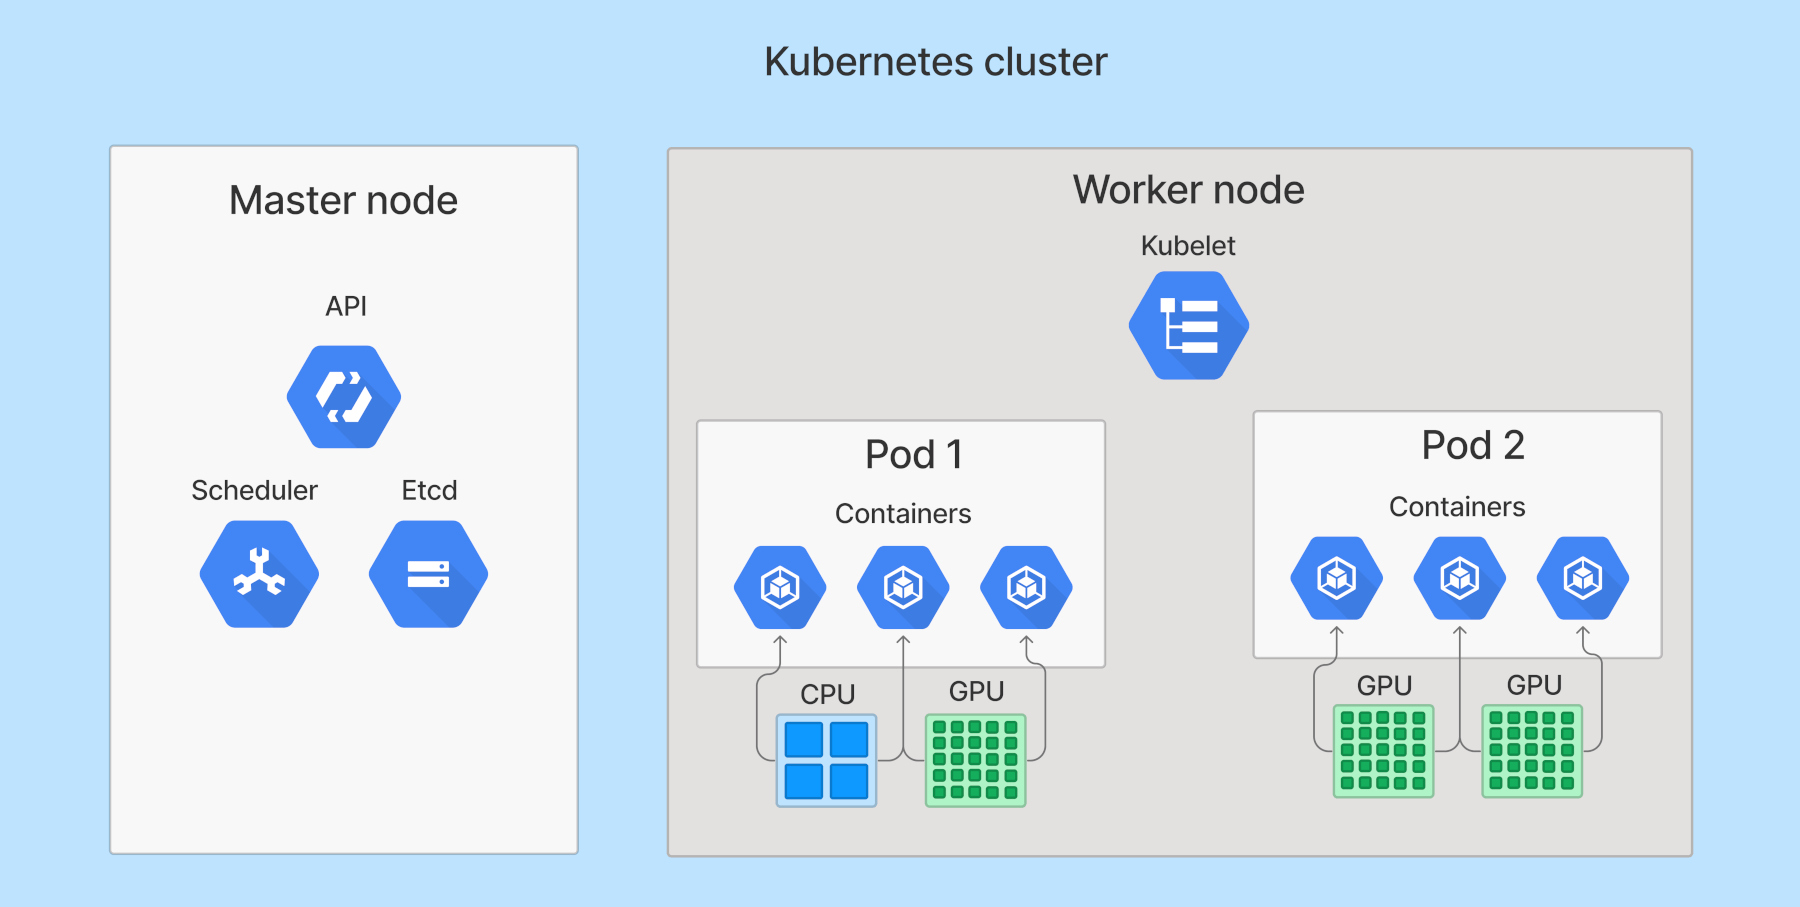 Kubernetes cluster
Master node
API
Scheduler
Etcd
Worker node
Kubelet
Pod 1
Containers
CPU
GPU
Pod 2
Containers
GPU
GPU